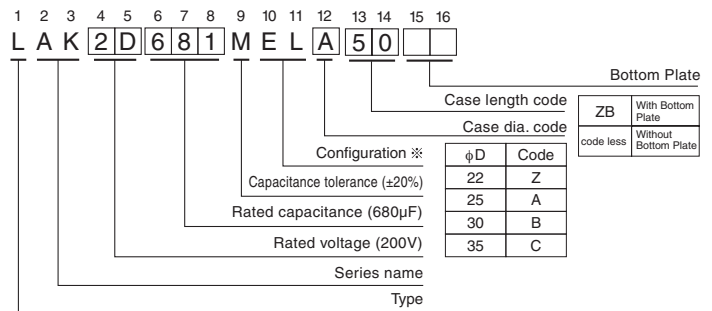 1 2 3 4 5 6 7 8 9 10 11 12 13 14 15 16
L A K 2 D 6 8 1 M E L A 5 0
Bottom Plate
Case length code
ZB With Bottom Plate
code less Without Bottom Plate
Case dia. code
Configuration ※
Capacitance tolerance (±20%)
Rated capacitance (680µF)
Rated voltage (200V)
Series name
Type
ϕD Code
22 Z
25 A
30 B
35 C